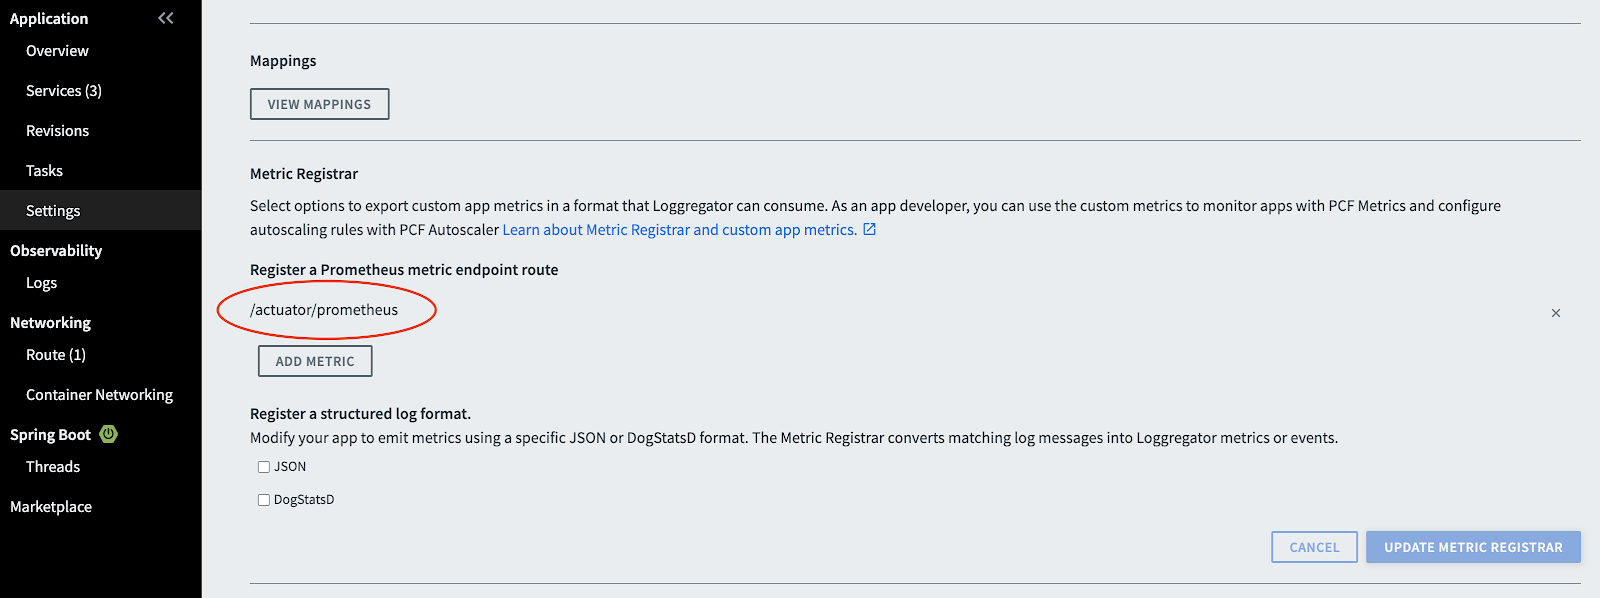 Application
Overview
Services (3)
Revisions
Tasks
Settings
Observability
Logs
Networking
Route (1)
Container Networking
Spring Boot
Threads
Marketplace
Mappings
VIEW MAPPINGS
Metric Registrar
Select options to export custom app metrics in a format that Loggregator can consume. As an app developer, you can use the custom metrics to monitor apps with PCF Metrics and configure
autoscaling rules with PCF Autoscaler Learn about Metric Registrar and custom app metrics.
Register a Prometheus metric endpoint route
/actuator/prometheus
ADD METRIC
Register a structured log format.
Modify your app to emit metrics using a specific JSON or DogStatsD format. The Metric Registrar converts matching log messages into Loggregator metrics or events.
JSON
DogStatsD
CANCEL
UPDATE METRIC REGISTRAR